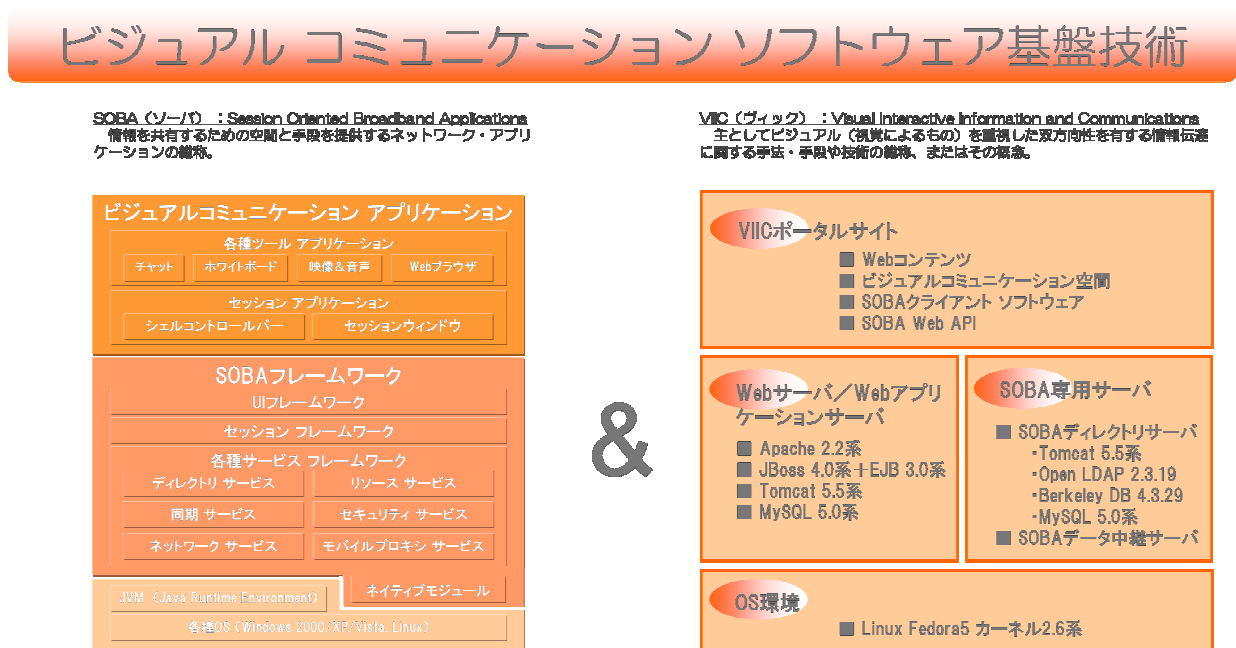 ビジュアル コミュニケーション ソフトウェア基盤技術
SOBA（ソーバ）：Session Oriented Broadband Applications
情報を共有するための空間と手段を提供するネットワーク・アプリ
ケーションの総称。
VIIC（ヴィック）：Visual Interactive Information and Communications
主としてビジュアル（視覚によるもの）を重視した双方向性を有する情報伝達
に関する手法・手段や技術の総称、またはその概念。
ビジュアルコミュニケーション アプリケーション
各種ツール アプリケーション
チャット ホワイトボード 映像＆音声 Webブラウザ
セッション アプリケーション
シェルコントロールバー セッションウィンドウ
SOBAフレームワーク
UIフレームワーク
セッション フレームワーク
各種サービス フレームワーク
ディレクトリ サービス リソース サービス
同期 サービス セキュリティ サービス
ネットワーク サービス モバイルプロキシ サービス
ネイティブモジュール
JVM （Java Runtime Environment）
各種OS（Windows 2000/XP/Vista, Linux）
&
VIICポータルサイト
■ Webコンテンツ
■ ビジュアルコミュニケーション空間
■ SOBAクライアント ソフトウェア
■ SOBA Web API
Webサーバ／Webアプリ
ケーションサーバ
■ Apache 2.2系
■ JBoss 4.0系＋EJB 3.0系
■ Tomcat 5.5系
■ MySQL 5.0系
SOBA専用サーバ
■ SOBAディレクトリサーバ
・Tomcat 5.5系
・Open LDAP 2.3.19
・Berkeley DB 4.3.29
・MySQL 5.0系
■ SOBAデータ中継サーバ
OS環境
■ Linux Fedora5 カーネル2.6系